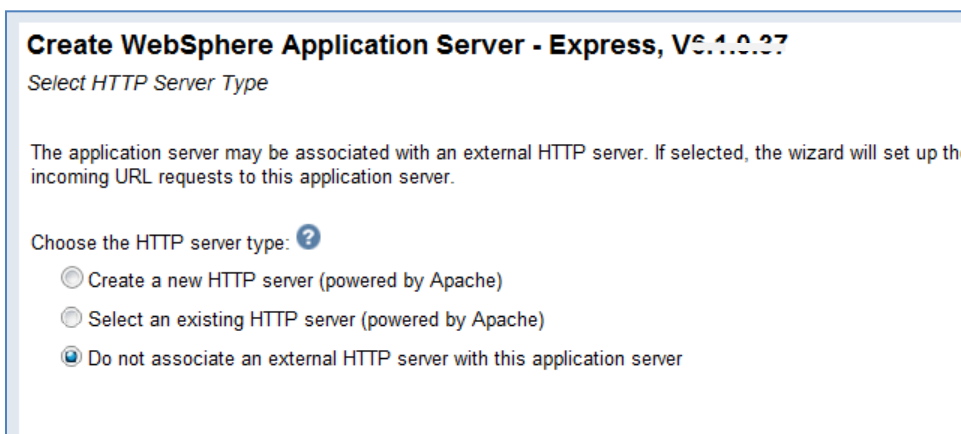 Create WebSphere Application Server - Express,
Select HTTP Server Type
The application server may be associated with an external HTTP server. If selected, the wizard will set up
incoming URL requests to this application server.
Choose the HTTP server type: ?
Create a new HTTP server (powered by Apache)
Select an existing HTTP server (powered by Apache)
Do not associate an external HTTP server with this application server